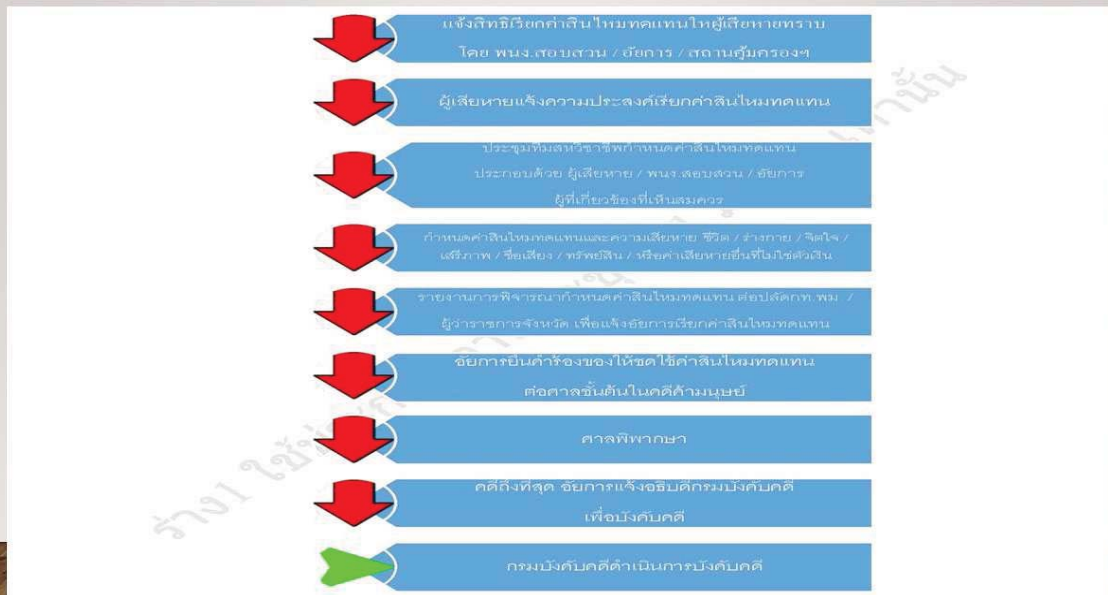 แจ้งสิทธิเรียกค่าสินไหมทดแทนให้ผู้เสียหายทราบ
โดย พนง.สอบสวน / อัยการ / สถานคุ้มครองฯ
ผู้เสียหายแจ้งความประสงค์เรียกค่าสินไหมทดแทน
ประชุมทีมสหวิชาชีพกำหนดค่าสินไหมทดแทน
ประกอบด้วย ผู้เสียหาย / พนง.สอบสวน / อัยการ
ผู้ที่เกี่ยวข้องที่เห็นสมควร
กำหนดค่าสินไหมทดแทนและความเสียหาย ชีวิต / ร่างกาย / จิตใจ /
เสรีภาพ / ชื่อเสียง / ทรัพย์สิน / หรือค่าเสียหายอื่นที่ไม่ใช่ตัวเงิน
รายงานการพิจารณากำหนดค่าสินไหมทดแทน ต่อปลัดกท.พม /
ผู้ว่าราชการจังหวัด เพื่อแจ้งอัยการเรียกค่าสินไหมทดแทน
อัยการยื่นคำร้องขอให้ชดใช้ค่าสินไหมทดแทน
ต่อศาลชั้นต้นในคดีค้ามนุษย์
ศาลพิพากษา
คดีถึงที่สุด อัยการแจ้งอธิบดีกรมบังคับคดี
เพื่อบังคับคดี
กรมบังคับคดีดำเนินการบังคับคดี
ร่าง1 ใช้
เท่านั้น